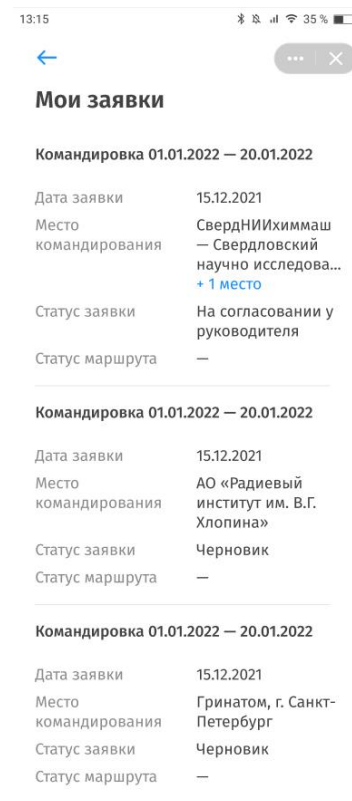 13:15 35 %
Мои заявки
Командировка 01.01.2022 — 20.01.2022
Дата заявки 15.12.2021
Место СвердНИИхиммаш
командирования — Свердловский
научно исследова...
+ 1 место
Статус заявки На согласовании у
руководителя
Статус маршрута —
Командировка 01.01.2022 — 20.01.2022
Дата заявки 15.12.2021
Место АО «Радиевый
командирования институт им. В.Г.
Хлопина»
Статус заявки Черновик
Статус маршрута —
Командировка 01.01.2022 — 20.01.2022
Дата заявки 15.12.2021
Место Гринатом, г. Санкт-
командирования Петербург
Статус заявки Черновик
Статус маршрута —